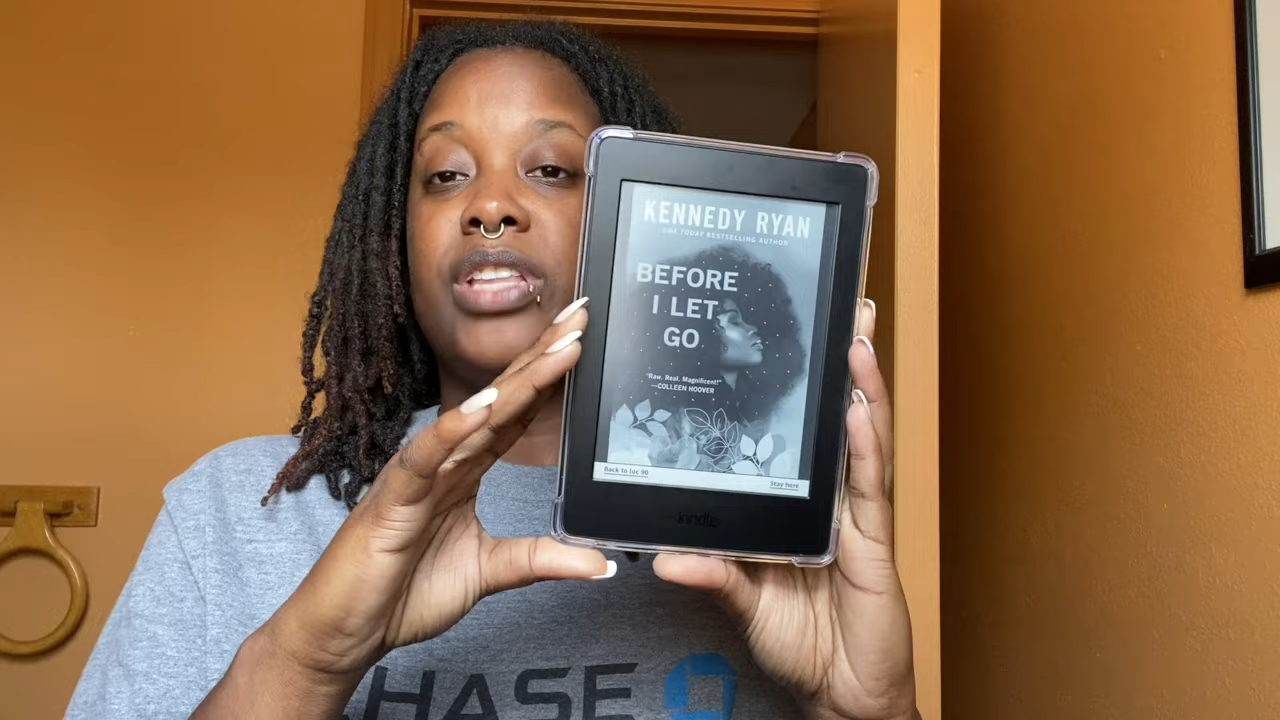 KENNEDY RYAN
USA TODAY BESTSELLING AUTHOR
BEFORE
I LET
GO
"Raw. Real. Magnificent!"
—COLLEEN HOOVER
Back to loc 90
Stay here
kindle
CHASE